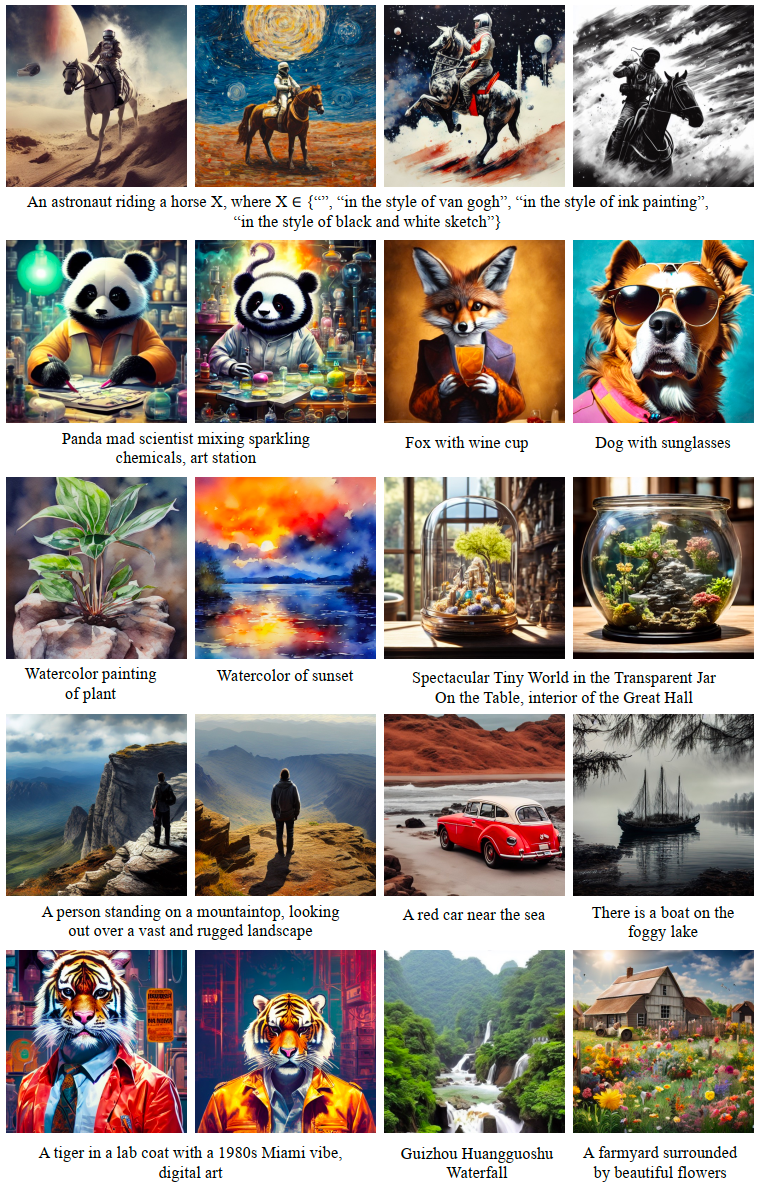 An astronaut riding a horse X, where X ∈ {“”, “in the style of van gogh”, “in the style of ink painting”,
“in the style of black and white sketch”}
Panda mad scientist mixing sparkling
chemicals, art station
Fox with wine cup
Dog with sunglasses
Watercolor painting
of plant
Watercolor of sunset
Spectacular Tiny World in the Transparent Jar
On the Table, interior of the Great Hall
A person standing on a mountaintop, looking
out over a vast and rugged landscape
A red car near the sea
There is a boat on the
foggy lake
A tiger in a lab coat with a 1980s Miami vibe,
digital art
Guizhou Huangguoshu
Waterfall
A farmyard surrounded
by beautiful flowers